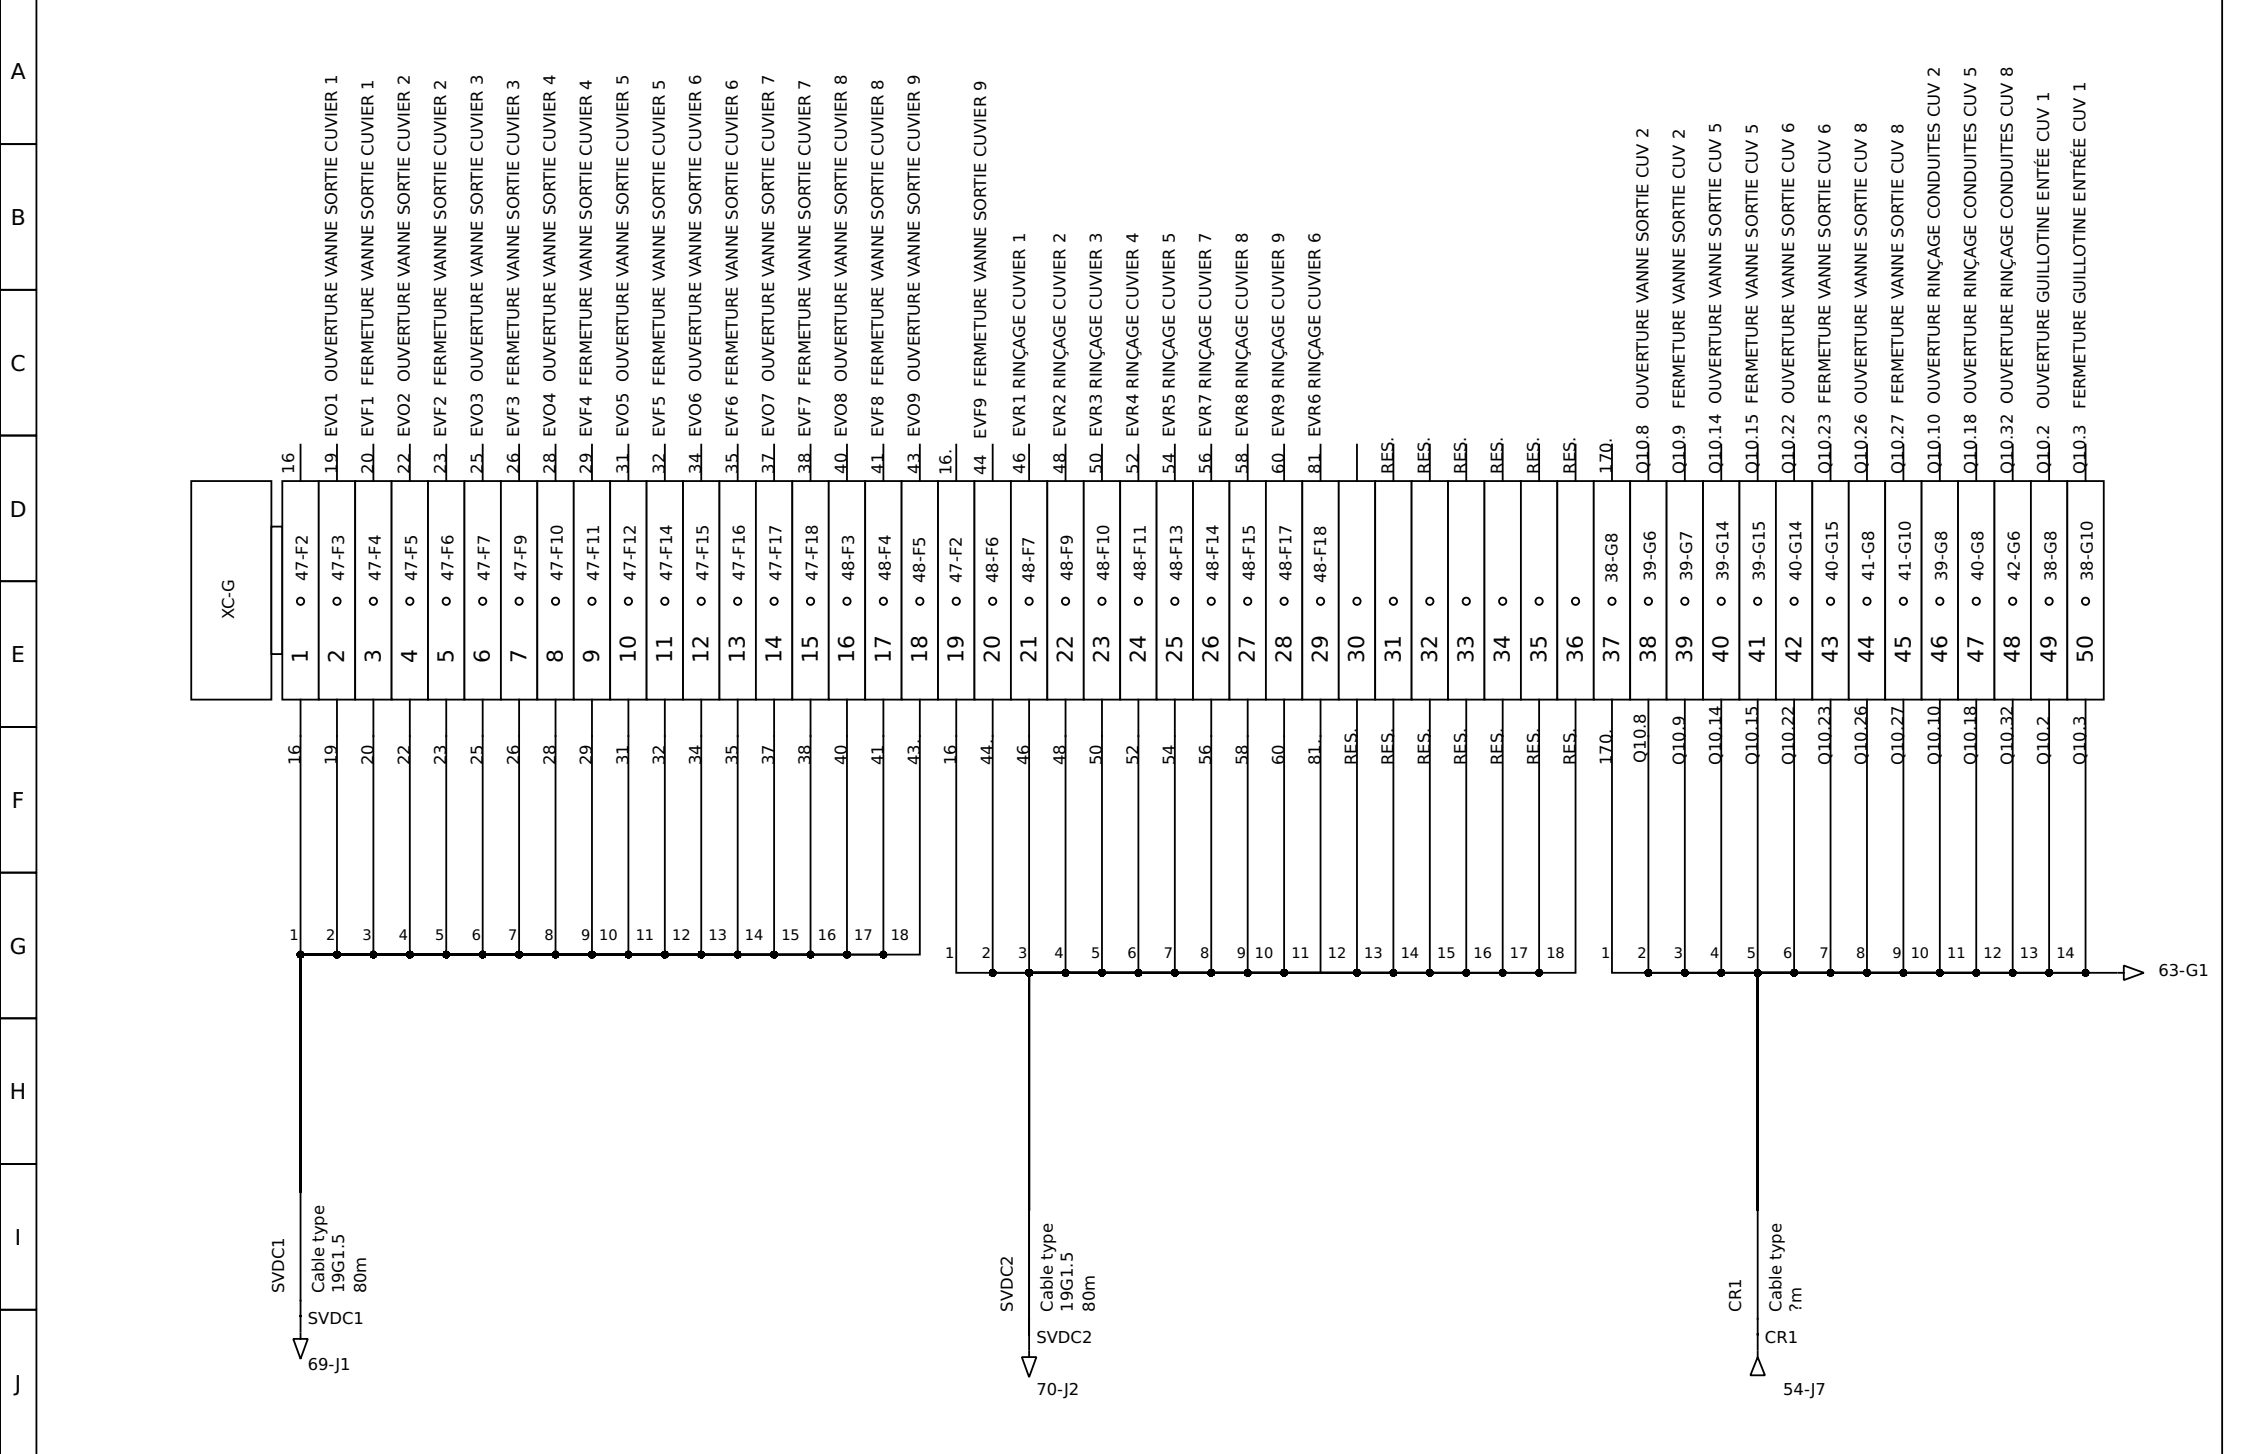 A
B
C
D
E
F
G
H
I
J
16
19 EVO1 OUVERTURE VANNE SORTIE CUVIER 1
20 EVF1 FERMETURE VANNE SORTIE CUVIER 1
22 EVO2 OUVERTURE VANNE SORTIE CUVIER 2
23 EVF2 FERMETURE VANNE SORTIE CUVIER 2
25 EVO3 OUVERTURE VANNE SORTIE CUVIER 3
26 EVF3 FERMETURE VANNE SORTIE CUVIER 3
28 EVO4 OUVERTURE VANNE SORTIE CUVIER 4
29 EVF4 FERMETURE VANNE SORTIE CUVIER 4
31 EVO5 OUVERTURE VANNE SORTIE CUVIER 5
32 EVF5 FERMETURE VANNE SORTIE CUVIER 5
34 EVO6 OUVERTURE VANNE SORTIE CUVIER 6
35 EVF6 FERMETURE VANNE SORTIE CUVIER 6
37 EVO7 OUVERTURE VANNE SORTIE CUVIER 7
38 EVF7 FERMETURE VANNE SORTIE CUVIER 7
40 EVO8 OUVERTURE VANNE SORTIE CUVIER 8
41 EVF8 FERMETURE VANNE SORTIE CUVIER 8
43 EVO9 OUVERTURE VANNE SORTIE CUVIER 9
16.
44 EVF9 FERMETURE VANNE SORTIE CUVIER 9
46 EVR1 RINÇAGE CUVIER 1
48 EVR2 RINÇAGE CUVIER 2
50 EVR3 RINÇAGE CUVIER 3
52 EVR4 RINÇAGE CUVIER 4
54 EVR5 RINÇAGE CUVIER 5
56 EVR7 RINÇAGE CUVIER 7
58 EVR8 RINÇAGE CUVIER 8
60 EVR9 RINÇAGE CUVIER 9
81 EVR6 RINÇAGE CUVIER 6
RES.
RES.
RES.
RES.
RES.
RES.
170.
Q10.8 OUVERTURE VANNE SORTIE CUV 2
Q10.9 FERMETURE VANNE SORTIE CUV 2
Q10.14 OUVERTURE VANNE SORTIE CUV 5
Q10.15 FERMETURE VANNE SORTIE CUV 5
Q10.22 OUVERTURE VANNE SORTIE CUV 6
Q10.23 FERMETURE VANNE SORTIE CUV 6
Q10.26 OUVERTURE VANNE SORTIE CUV 8
Q10.27 FERMETURE VANNE SORTIE CUV 8
Q10.10 OUVERTURE RINÇAGE CONDUITES CUV 2
Q10.18 OUVERTURE RINÇAGE CONDUITES CUV 5
Q10.32 OUVERTURE RINÇAGE CONDUITES CUV 8
Q10.2 OUVERTURE GUILLOTINE ENTÉE CUV 1
Q10.3 FERMETURE GUILLOTINE ENTRÉE CUV 1
XC-G
1 47-F2
2 47-F3
3 47-F4
4 47-F5
5 47-F6
6 47-F7
7 47-F9
8 47-F10
9 47-F11
10 47-F12
11 47-F14
12 47-F15
13 47-F16
14 47-F17
15 47-F18
16 48-F3
17 48-F4
18 48-F5
19 47-F2
20 48-F6
21 48-F7
22 48-F9
23 48-F10
24 48-F11
25 48-F13
26 48-F14
27 48-F15
28 48-F17
29 48-F18
30
31
32
33
34
35
36
37 38-G8
38 39-G6
39 39-G7
40 39-G14
41 39-G15
42 40-G14
43 40-G15
44 41-G8
45 41-G10
46 39-G8
47 40-G8
48 42-G6
49 38-G8
50 38-G10
16 19 20 22 23 25 26 28 29 31 32 34 35 37 38 40 41 43. 16 44. 46 48 50 52 54 56 58 60 81. RES. RES. RES. RES. RES. RES. RES. 170. Q10.8 Q10.9 Q10.14 Q10.15 Q10.22 Q10.23 Q10.26 Q10.27 Q10.10 Q10.18 Q10.32 Q10.2 Q10.3
1 2 3 4 5 6 7 8 9 10 11 12 13 14 15 16 17 18
1 2 3 4 5 6 7 8 9 10 11 12 13 14 15 16 17 18
1 2 3 4 5 6 7 8 9 10 11 12 13 14
63-G1
SVDC1
Cable type
19G1.5
80m
SVDC1
69-J1
SVDC2
Cable type
19G1.5
80m
SVDC2
70-J2
CR1
Cable type
?m
CR1
54-J7